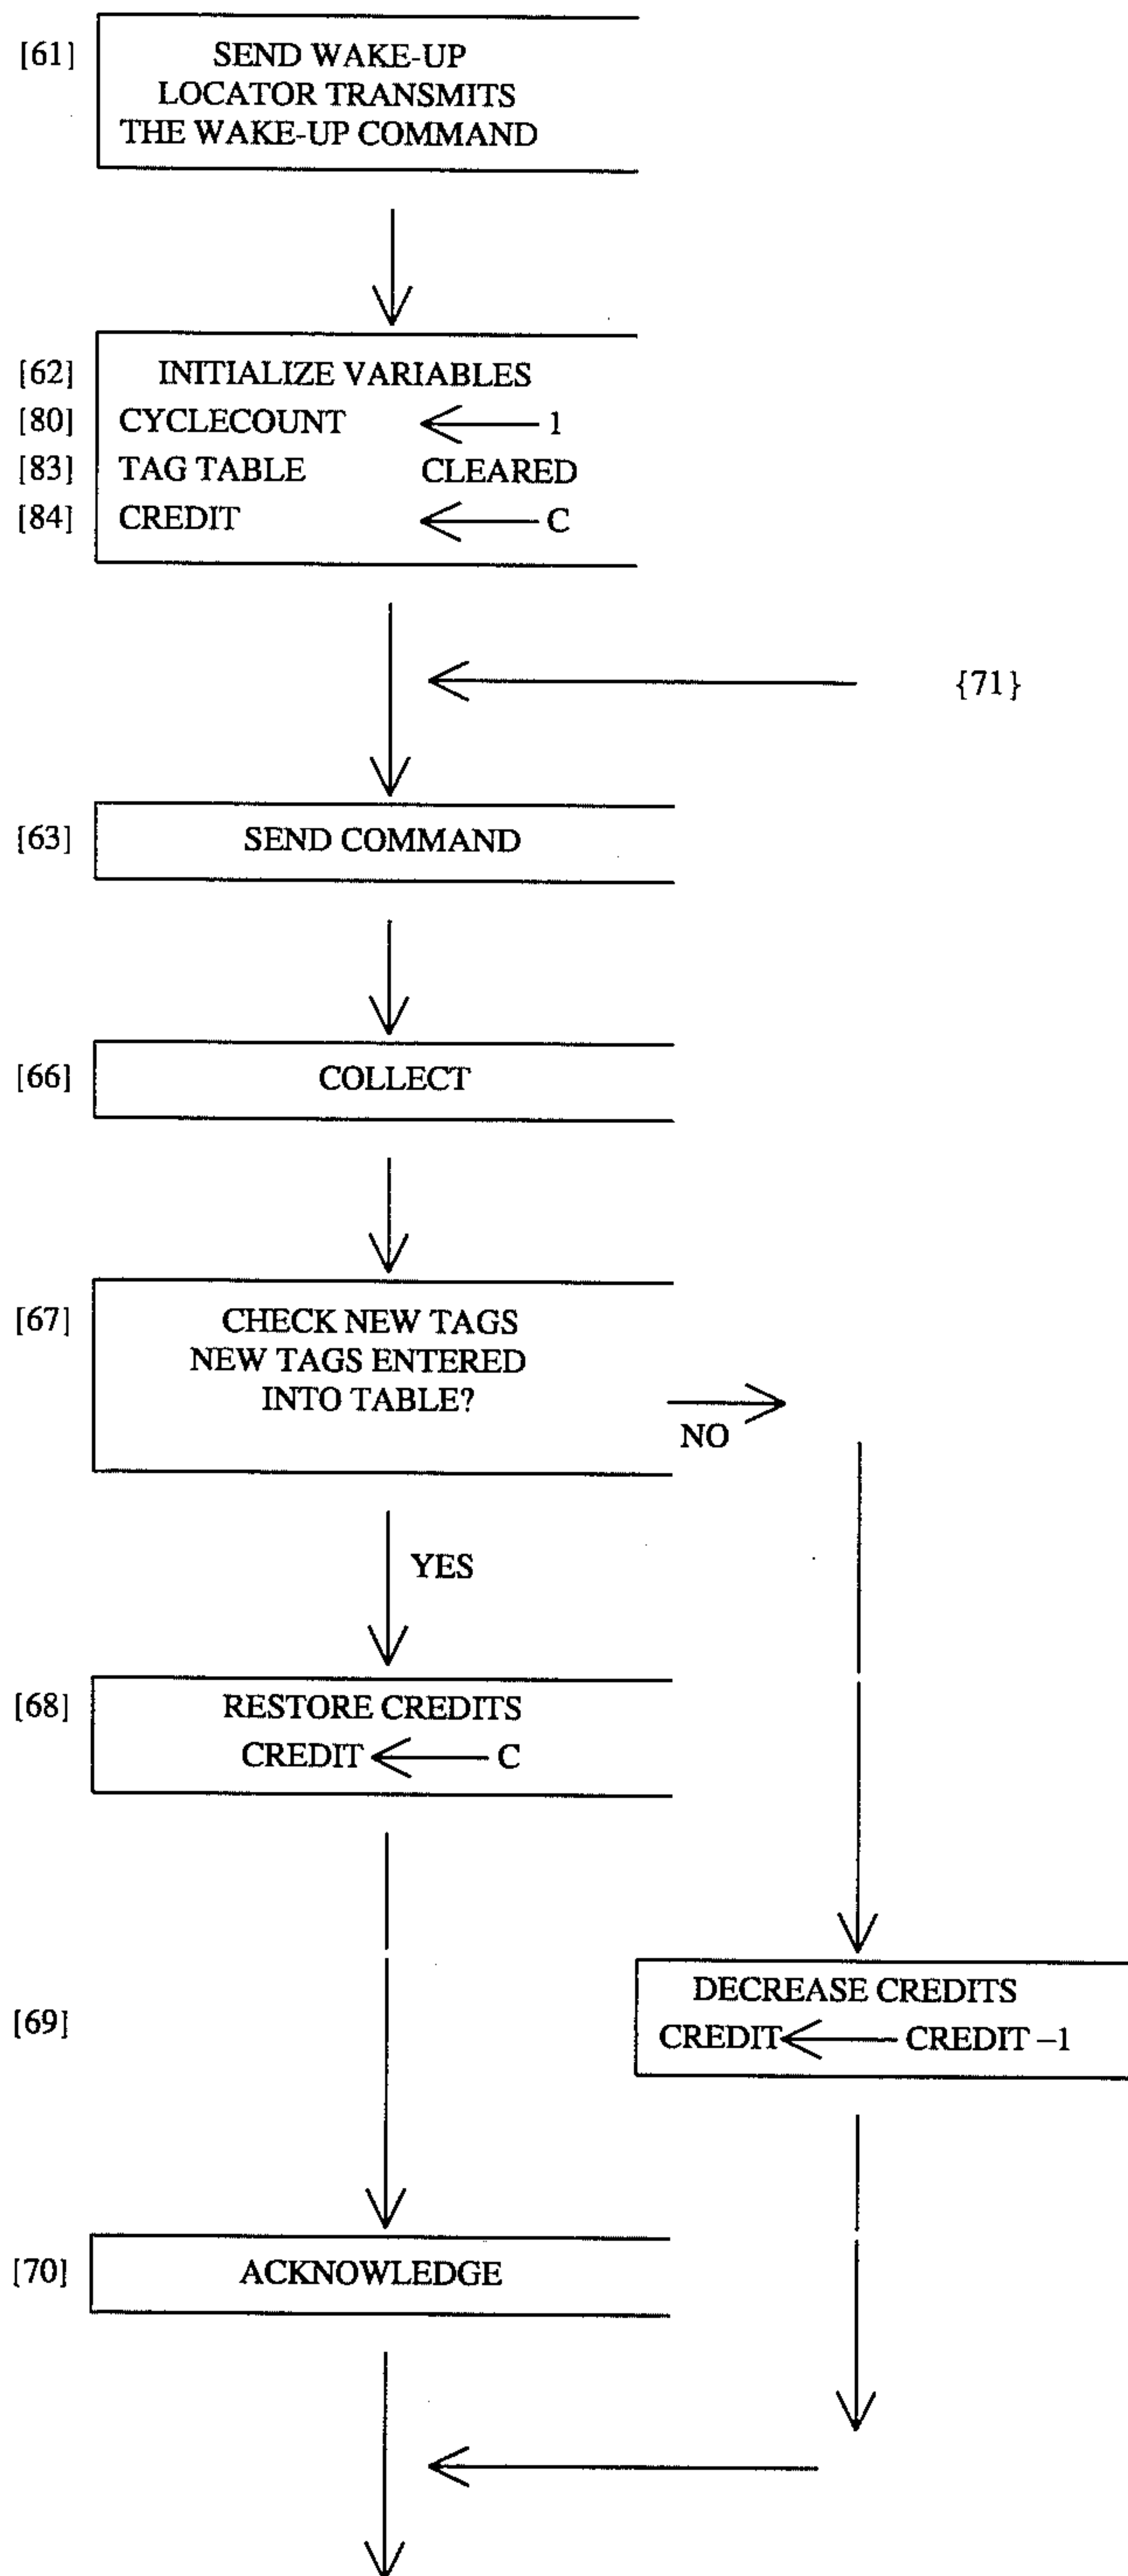 [61] SEND WAKE-UP
LOCATOR TRANSMITS
THE WAKE-UP COMMAND
[62] INITIALIZE VARIABLES
[80] CYCLECOUNT 1
[83] TAG TABLE CLEARED
[84] CREDIT C
{71}
[63] SEND COMMAND
[66] COLLECT
[67] CHECK NEW TAGS
NEW TAGS ENTERED
INTO TABLE?
NO
YES
[68] RESTORE CREDITS
CREDIT C
DECREASE CREDITS
[69] CREDIT CREDIT –1
[70] ACKNOWLEDGE